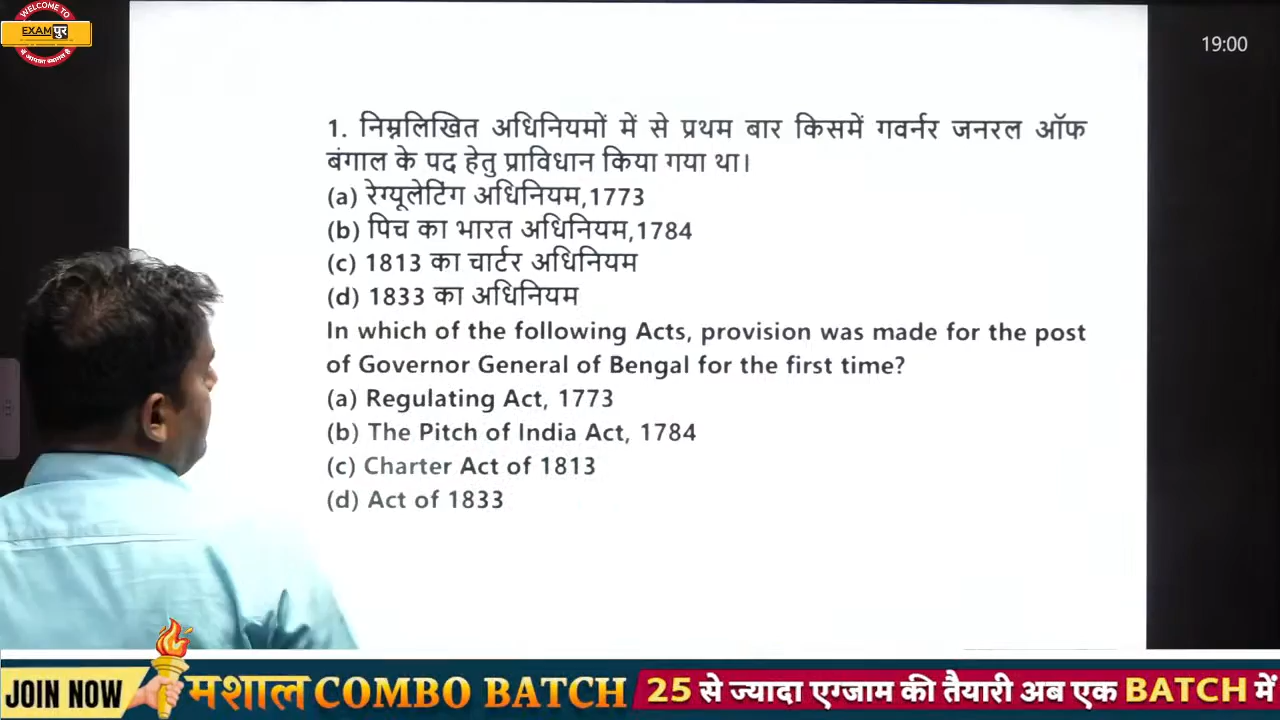 WELCOME TO
EXAMपुर
19:00
1. निम्नलिखित अधिनियमों में से प्रथम बार किसमें गवर्नर जनरल ऑफ
बंगाल के पद हेतु प्राविधान किया गया था।
(a) रेग्यूलेटिंग अधिनियम,1773
(b) पिच का भारत अधिनियम,1784
(c) 1813 का चार्टर अधिनियम
(d) 1833 का अधिनियम
In which of the following Acts, provision was made for the post
of Governor General of Bengal for the first time?
(a) Regulating Act, 1773
(b) The Pitch of India Act, 1784
(c) Charter Act of 1813
(d) Act of 1833
JOIN NOW मशाल COMBO BATCH 25 से ज्यादा एग्जाम की तैयारी अब एक BATCH में